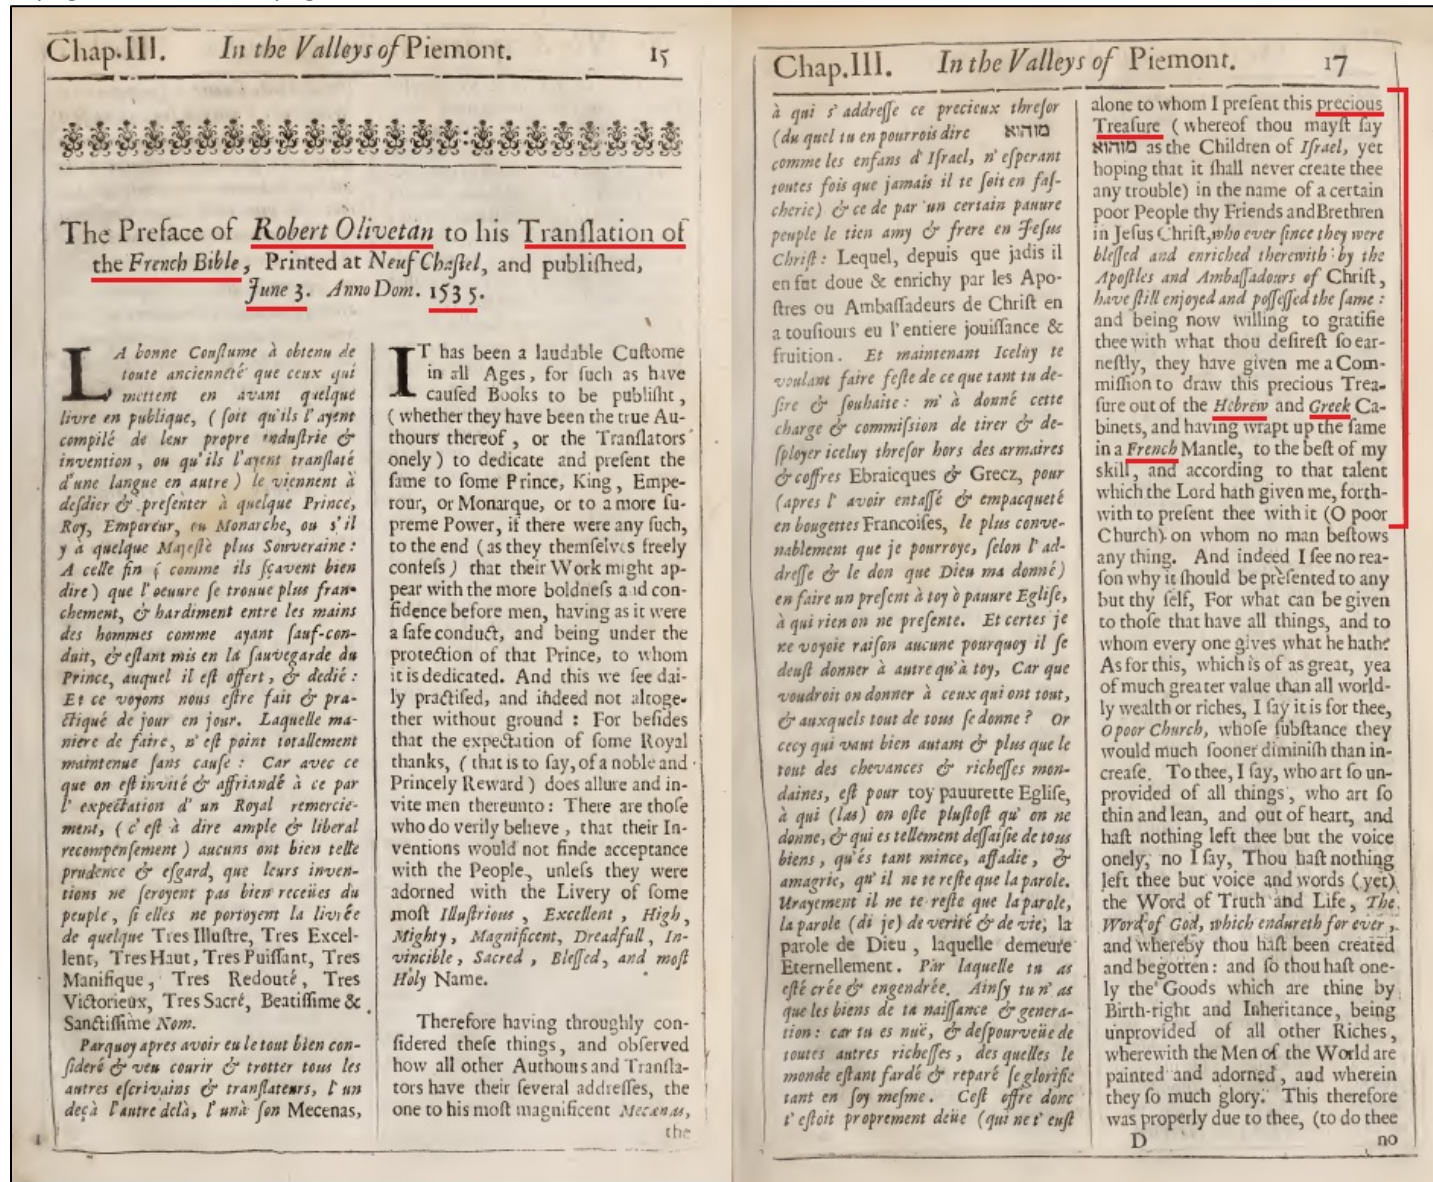 Chap.III. In the Valleys of Piemont. 15
The Preface of Robert Olivetan to his Tranſlation of
the French Bible, Printed at Neuf Chaſtel, and publiſhed,
June 3. Anno Dom. 1535.
LA bonne Couſtume à obtenu de
toute ancienneté que ceux qui
mettent en avant quelque
livre en publique, (ſoit qu'ils l'ayent
compilé de leur propre induſtrie &
invention, ou qu'ils l'ayent tranſlaté
d'une langue en autre) le viennent à
deſdier & preſenter à quelque Prince,
Roy, Empereur, ou Monarche, ou s'il
y a quelque Majeſtè plus Souveraine:
A celle fin (comme ils ſçavent bien
dire) que l'oeuure ſe trouue plus fran-
chement, & hardiment entre les mains
des hommes comme ayant ſauf-con-
duit, & eſtant mis en la ſauvegarde du
Prince, auquel il eſt offert, & dedié:
Et ce voyons nous eſtre fait & pra-
ctiqué de jour en jour. Laquelle ma-
niere de faire, n'eſt point totallement
maintenue ſans cauſe: Car avec ce
que on eſt invité & affriandé à ce par
l'expectation d'un Royal remercie-
ment, (c'eſt à dire ample & liberal
recompenſement) aucuns ont bien telle
prudence & eſgard, que leurs inven-
tions ne ſeroyent pas bien receües du
peuple, ſi elles ne portoyent la livrée
de quelque Tres Illuſtre, Tres Excel-
lent, Tres Haut, Tres Puiſſant, Tres
Manifique, Tres Redouté, Tres
Victorieux, Tres Sacré, Beatiſſime &
Sanctiſſime Nom.
Parquoy apres avoir eu le tout bien con-
ſideré & veu courir & trotter tous les
autres eſcrivains & tranſlateurs, l'un
deçà l'autre delà, l'unà ſon Mecenas,
IT has been a laudable Cuſtome
in all Ages, for ſuch as have
cauſed Books to be publiſht,
(whether they have been the true Au-
thours thereof, or the Tranſlators
onely) to dedicate and preſent the
ſame to ſome Prince, King, Empe-
rour, or Monarque, or to a more ſu-
preme Power, if there were any ſuch,
to the end (as they themſelves freely
confeſs) that their Work might ap-
pear with the more boldneſs and con-
fidence before men, having as it were
a ſafe conduct, and being under the
protection of that Prince, to whom
it is dedicated. And this we ſee dai-
ly practiſed, and indeed not altoge-
ther without ground: For beſides
that the expectation of ſome Royal
thanks, (that is to ſay, of a noble and
Princely Reward) does allure and in-
vite men thereunto: There are thoſe
who do verily believe, that their In-
ventions would not finde acceptance
with the People, unleſs they were
adorned with the Livery of ſome
moſt Illuſtrious, Excellent, High,
Mighty, Magnificent, Dreadfull, In-
vincible, Sacred, Bleſſed, and moſt
Holy Name.
Therefore having throughly con-
ſidered theſe things, and obſerved
how all other Authours and Tranſla-
tors have their ſeveral addreſſes, the
one to his moſt magnificent Mecænas,
the
Chap.III. In the Valleys of Piemont. 17
à qui s'addreſſe ce precieux threſor
(du quel tu en pourrois dire מוהוא
comme les enfans d'Iſrael, n'eſperant
toutes fois que jamais il te ſoit en faſ-
cherie) & ce de par un certain pauure
peuple le tien amy & frere en Jeſus
Chriſt: Lequel, depuis que jadis il
en fut doue & enrichy par les Apo-
ſtres ou Ambaſſadeurs de Chriſt en
a touſiours eu l'entiere jouiſſance &
fruition. Et maintenant Iceluy te
voulant faire feſte de ce que tant tu de-
ſire & ſouhaite: m'à donné cette
charge & commiſsion de tirer & de-
ſployer iceluy threſor hors des armaires
& coffres Ebraicques & Grecz, pour
(apres l'avoir entaſſé & empacqueté
en bougettes Francoiſes, le plus conve-
nablement que je pourroye, ſelon l'ad-
dreſſe & le don que Dieu ma donné)
en faire un preſent à toy ò pauure Egliſe,
à qui rien on ne preſente. Et certes je
ne voyoie raiſon aucune pourquoy il ſe
deuſt donner à autre qu'à toy, Car que
voudroit on donner à ceux qui ont tout,
& auxquels tout de tous ſe donne? Or
cecy qui vaut bien autant & plus que le
tout des chevances & richeſſes mon-
daines, eſt pour toy pauurette Egliſe,
à qui (las) on oſte pluſtoſt qu'on ne
donne, & qui es tellement deſſaiſie de tous
biens, qu'és tant mince, affadie, &
amagrie, qu'il ne te reſte que la parole.
Urayement il ne te reſte que la parole,
la parole (di je) de verité & de vie, la
parole de Dieu, laquelle demeure
Eternellement. Par laquelle tu as
eſté crée & engendrée. Ainſy tu n'as
que les biens de ta naiſſance & genera-
tion: car tu es nuë, & deſpourveüe de
toutes autres richeſſes, des quelles le
monde eſtant fardé & reparé ſe glorifie
tant en ſoy meſme. Ceſt offre donc
t'eſtoit proprement deüe (qui ne t'euſt
alone to whom I preſent this precious
Treaſure (whereof thou mayſt ſay
מוהוא as the Children of Iſrael, yet
hoping that it ſhall never create thee
any trouble) in the name of a certain
poor People thy Friends and Brethren
in Jeſus Chriſt, who ever ſince they were
bleſſed and enriched therewith by the
Apoſtles and Ambaſſadours of Chriſt,
have ſtill enjoyed and poſſeſſed the ſame:
and being now willing to gratifie
thee with what thou deſireſt ſo ear-
neſtly, they have given me a Com-
miſſion to draw this precious Trea-
ſure out of the Hebrew and Greek Ca-
binets, and having wrapt up the ſame
in a French Mantle, to the beſt of my
skill, and according to that talent
which the Lord hath given me, forth-
with to preſent thee with it (O poor
Church) on whom no man beſtows
any thing. And indeed I ſee no rea-
ſon why it ſhould be preſented to any
but thy ſelf, For what can be given
to thoſe that have all things, and to
whom every one gives what he hath?
As for this, which is of as great, yea
of much greater value than all world-
ly wealth or riches, I ſay it is for thee,
O poor Church, whoſe ſubſtance they
would much ſooner diminiſh than in-
creaſe. To thee, I ſay, who art ſo un-
provided of all things, who art ſo
thin and lean, and out of heart, and
haſt nothing left thee but the voice
onely, no I ſay, Thou haſt nothing
left thee but voice and words (yet)
the Word of Truth and Life, The
Word of God, which endureth for ever,
and whereby thou haſt been created
and begotten: and ſo thou haſt one-
ly the Goods which are thine by
Birth-right and Inheritance, being
unprovided of all other Riches,
wherewith the Men of the World are
painted and adorned, and wherein
they ſo much glory. This therefore
was properly due to thee, (to do thee
D no